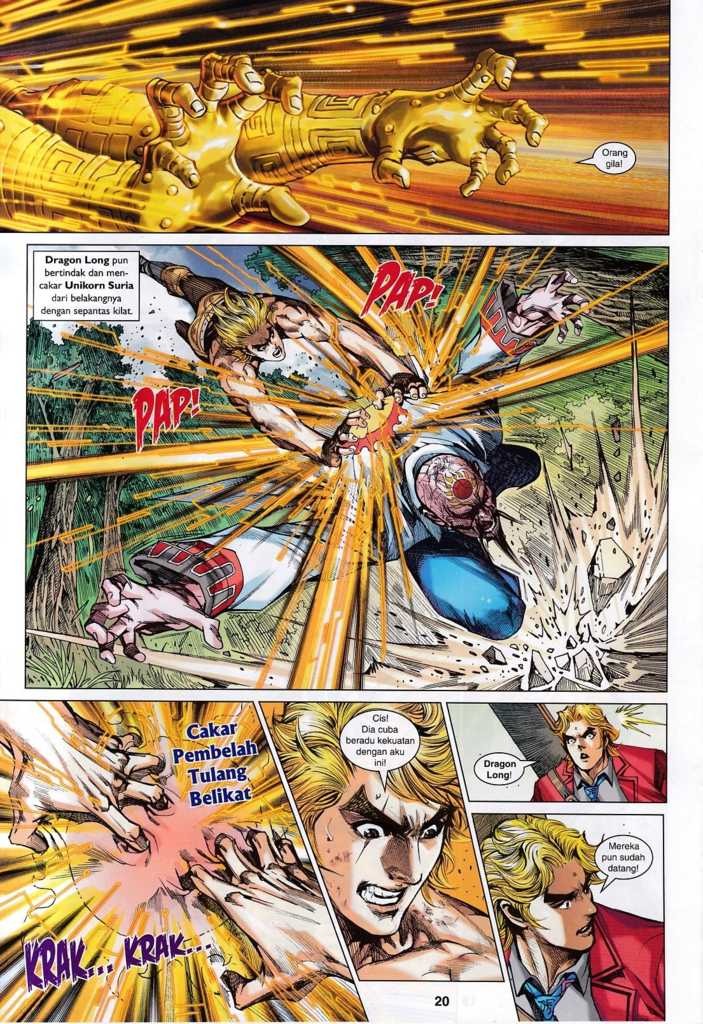 Orang
gila!
Dragon Long pun
bertindak dan men-
cakar Unikorn Suria
dari belakangnya
dengan sepantas kilat.
PAP!
PAP!
Cakar
Pembelah
Tulang
Belikat
KRAK... KRAK...
Cis!
Dia cuba
beradu kekuatan
dengan aku
ini!
Dragon
Long!
Mereka
pun sudah
datang!
20